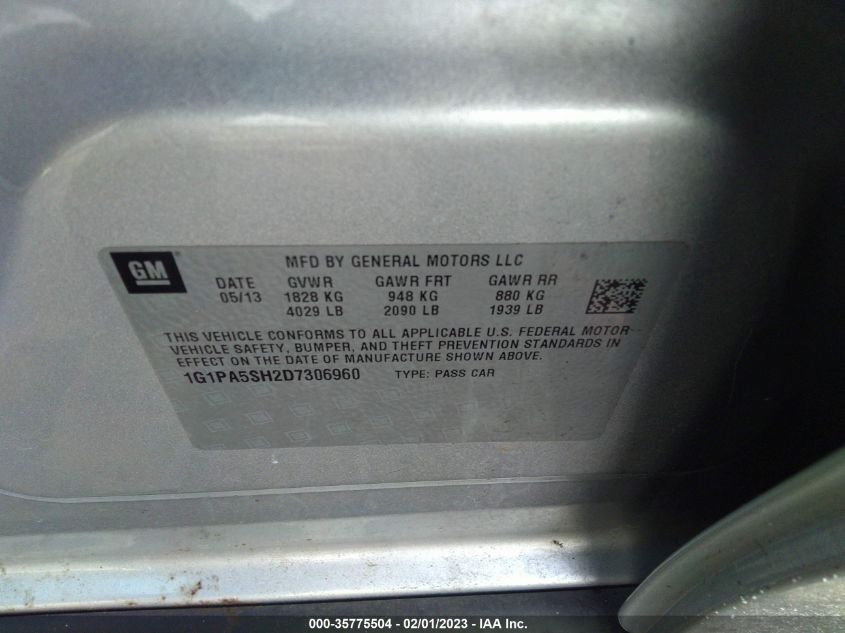 GM ®
MFD BY GENERAL MOTORS LLC
DATE GVWR GAWR FRT GAWR RR
05/13 1828 KG 948 KG 880 KG
4029 LB 2090 LB 1939 LB
THIS VEHICLE CONFORMS TO ALL APPLICABLE U.S. FEDERAL MOTOR
VEHICLE SAFETY, BUMPER, AND THEFT PREVENTION STANDARDS IN
EFFECT ON THE DATE OF MANUFACTURE SHOWN ABOVE.
1G1PA5SH2D7306960 TYPE: PASS CAR
000-35775504 - 02/01/2023 - IAA Inc.